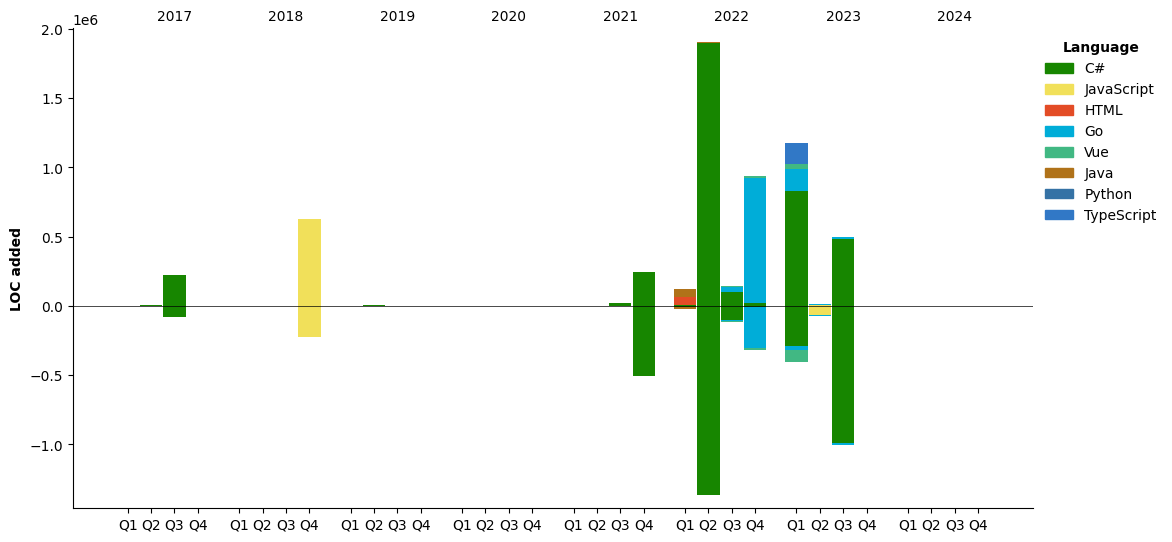 1e6
2017 2018 2019 2020 2021 2022 2023 2024
2.0
1.5
1.0
0.5
0.0
−0.5
−1.0
LOC added
Q1 Q2 Q3 Q4 Q1 Q2 Q3 Q4 Q1 Q2 Q3 Q4 Q1 Q2 Q3 Q4 Q1 Q2 Q3 Q4 Q1 Q2 Q3 Q4 Q1 Q2 Q3 Q4 Q1 Q2 Q3 Q4
Language
C#
JavaScript
HTML
Go
Vue
Java
Python
TypeScript